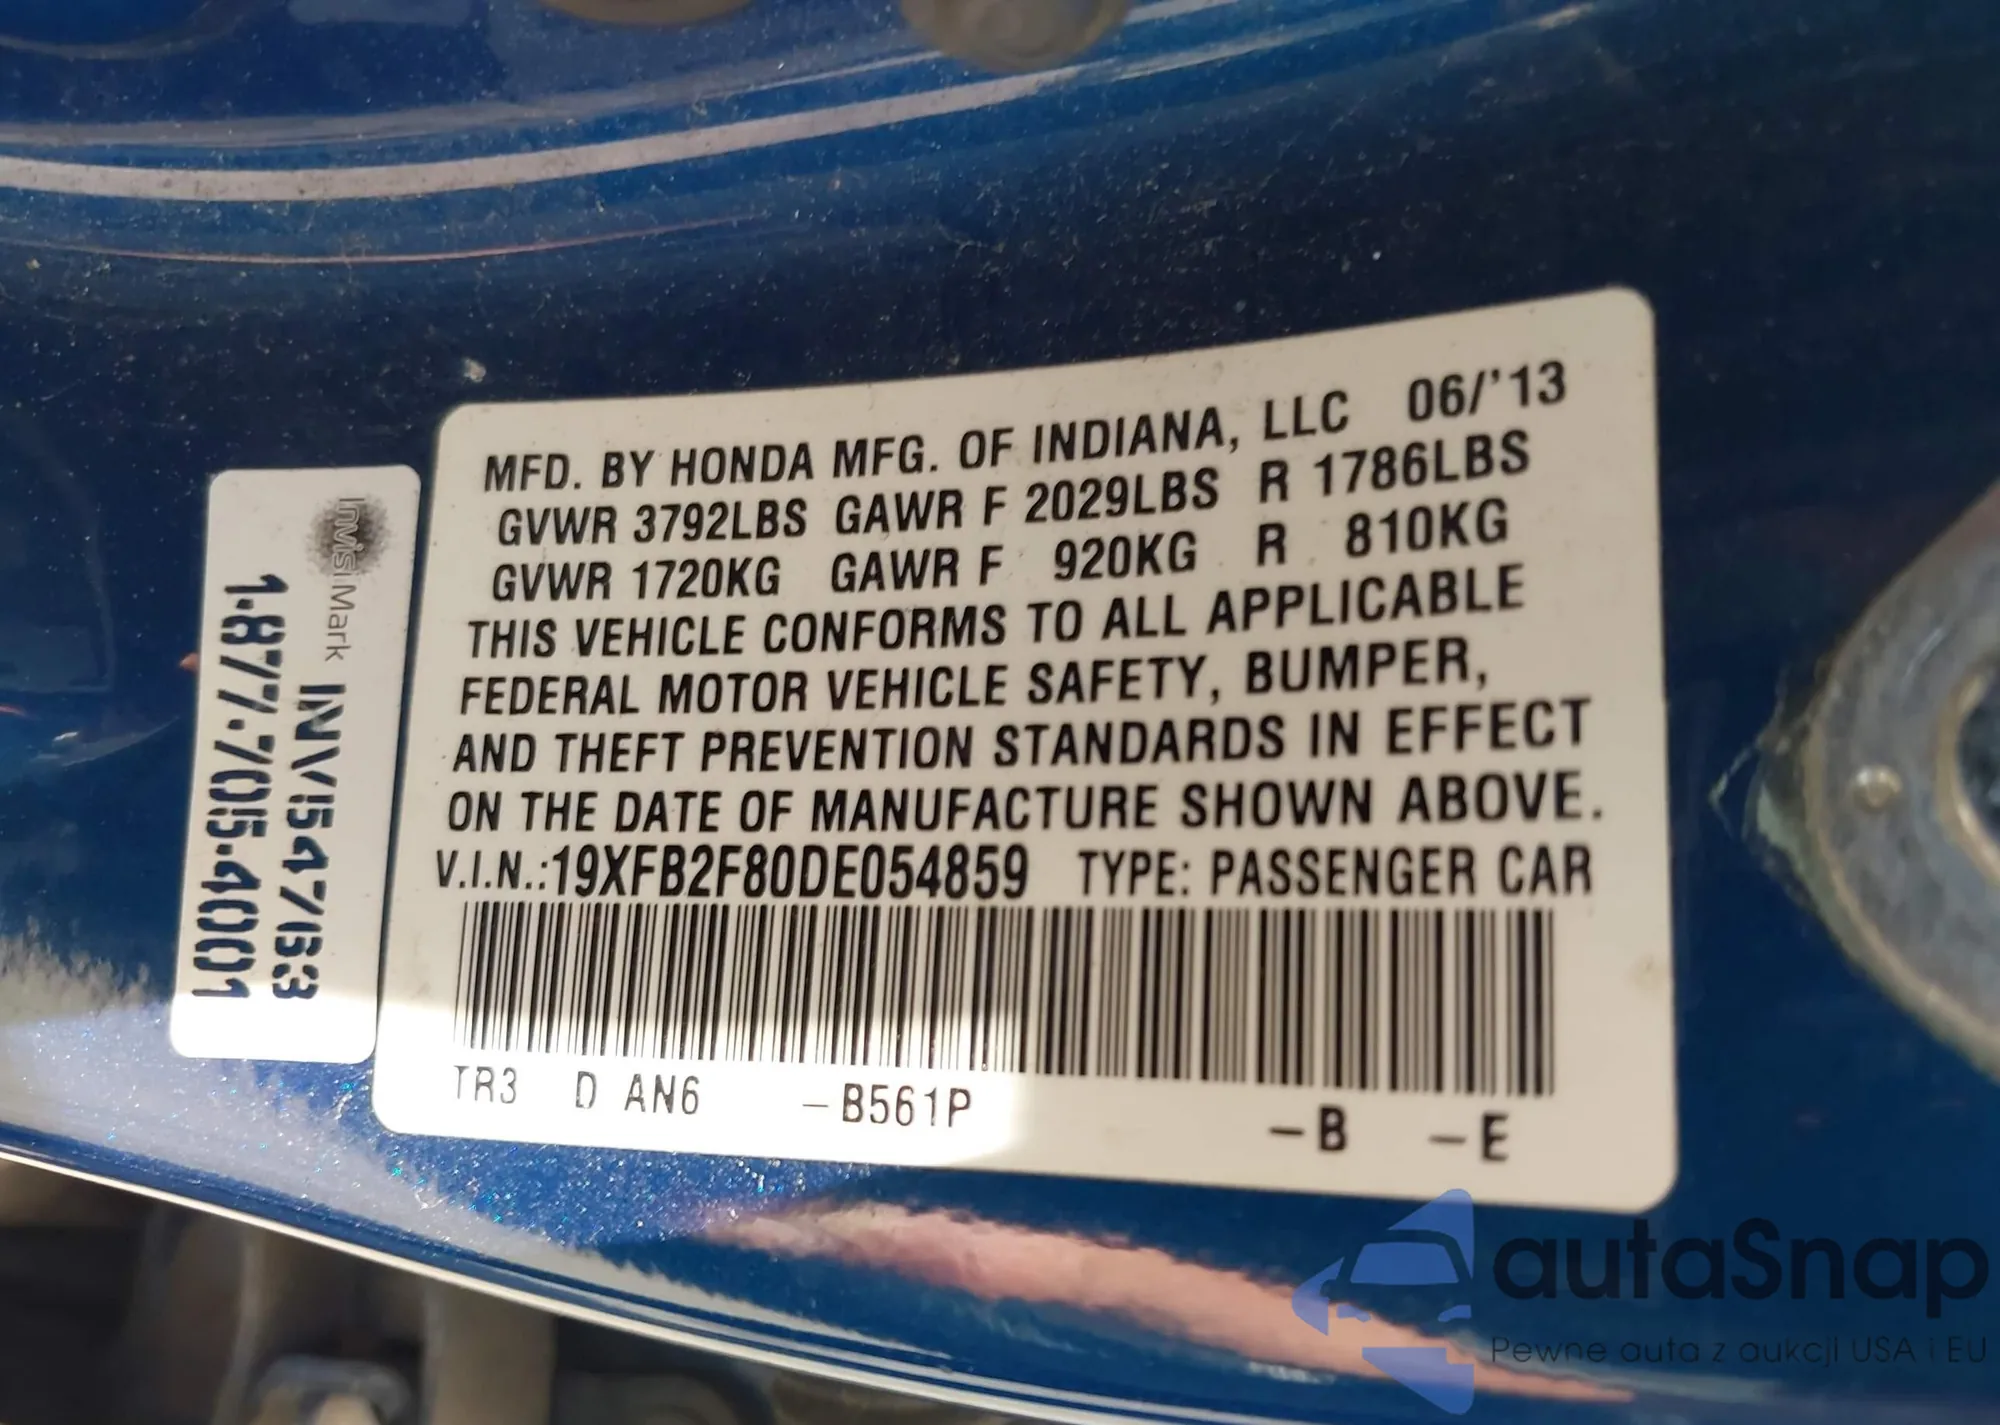 MFD. BY HONDA MFG. OF INDIANA, LLC 06/'13
GVWR 3792LBS GAWR F 2029LBS R 1786LBS
GVWR 1720KG GAWR F 920KG R 810KG
THIS VEHICLE CONFORMS TO ALL APPLICABLE
FEDERAL MOTOR VEHICLE SAFETY, BUMPER,
AND THEFT PREVENTION STANDARDS IN EFFECT
ON THE DATE OF MANUFACTURE SHOWN ABOVE.
V.I.N.:19XFB2F80DE054859 TYPE: PASSENGER CAR
TR3 D AN6 -B561P -B -E
InvisiMark INV54763
1.877.705.4001
autaSnap
Pewne auta z aukcji USA i EU